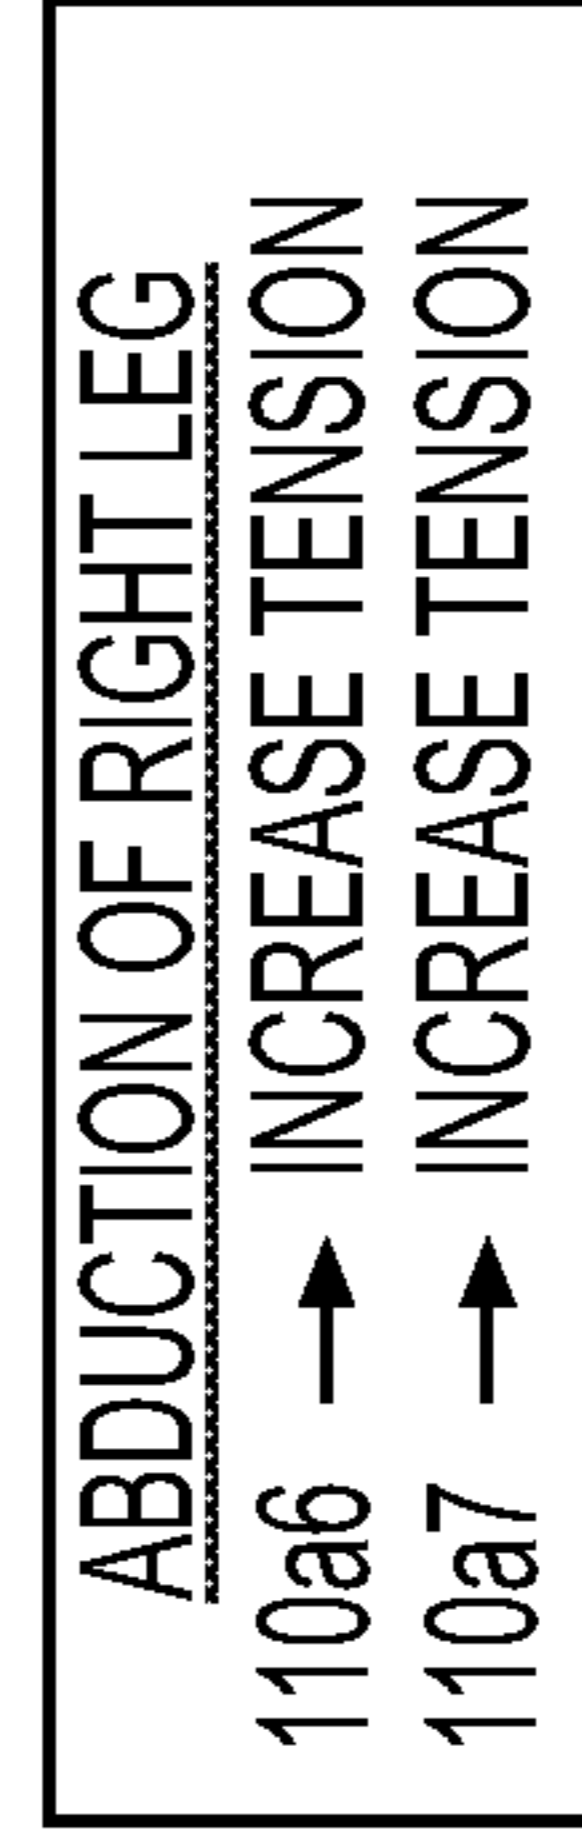 ABDUCTION OF RIGHT LEG
110a6 → INCREASE TENSION
110a7 → INCREASE TENSION